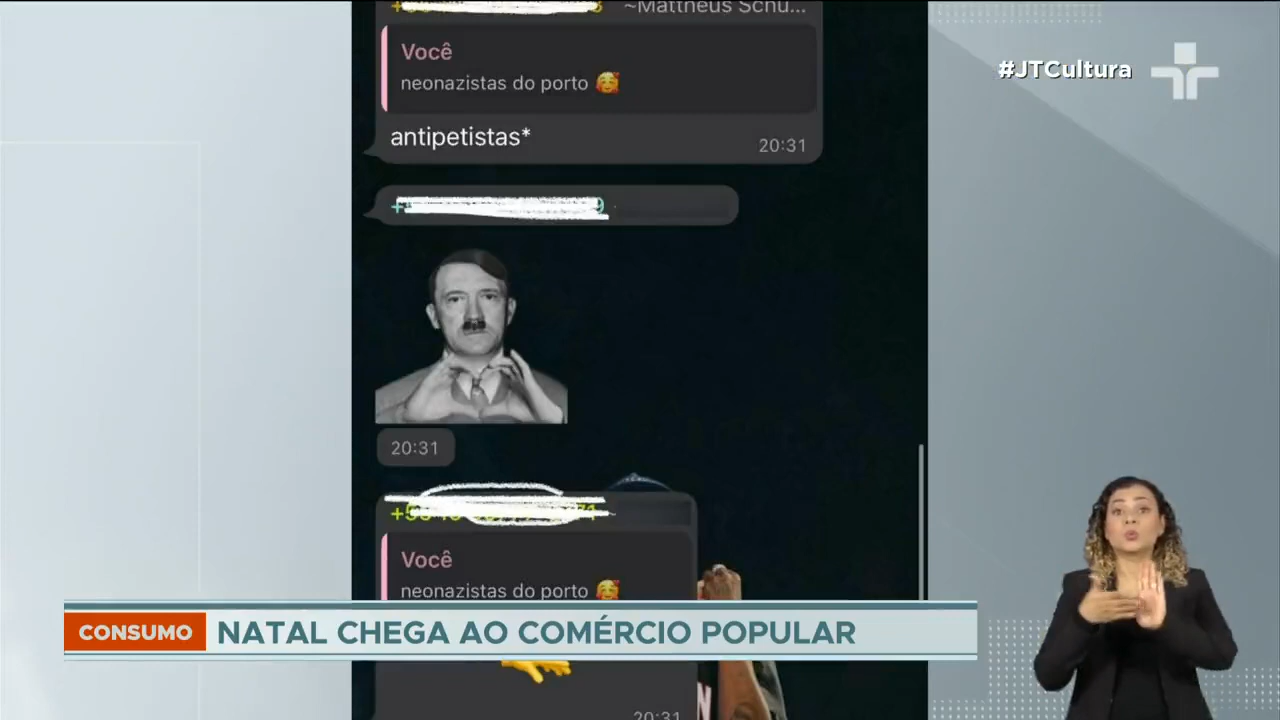 ~Mattheus Schu...
Você
neonazistas do porto 🥰
antipetistas*
20:31
20:31
Você
neonazistas do porto 🥰
20:31
#JTCultura
CONSUMO
NATAL CHEGA AO COMÉRCIO POPULAR